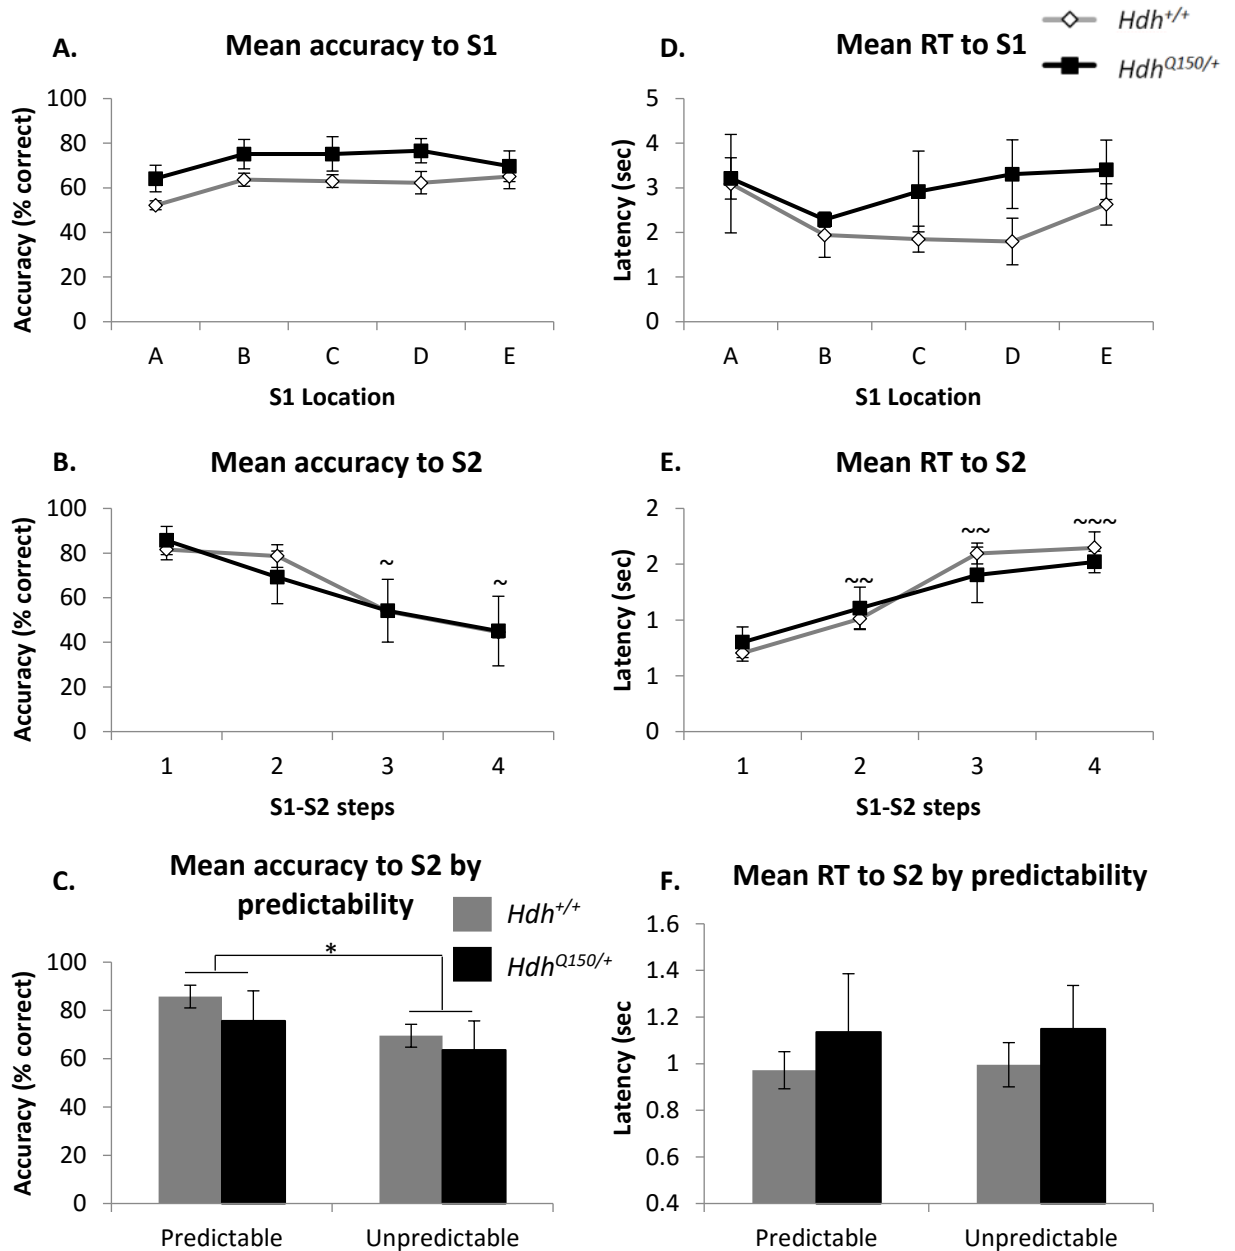 A.
Mean accuracy to S1
Accuracy (% correct)
100
80
60
40
20
0
A B C D E
S1 Location
D.
Mean RT to S1
Hdh+/+
HdhQ150/+
Latency (sec)
5
4
3
2
1
0
A B C D E
S1 Location
B.
Mean accuracy to S2
Accuracy (% correct)
100
80
60
40
20
0
~
~
1 2 3 4
S1-S2 steps
E.
Mean RT to S2
Latency (sec)
2
2
1
1
0
~~
~~
~~~
1 2 3 4
S1-S2 steps
C.
Mean accuracy to S2 by
predictability
Hdh+/+
HdhQ150/+
*
Accuracy (% correct)
100
80
60
40
20
0
Predictable Unpredictable
F.
Mean RT to S2 by predictability
Latency (sec
1.6
1.4
1.2
1
0.8
0.6
0.4
Predictable Unpredictable